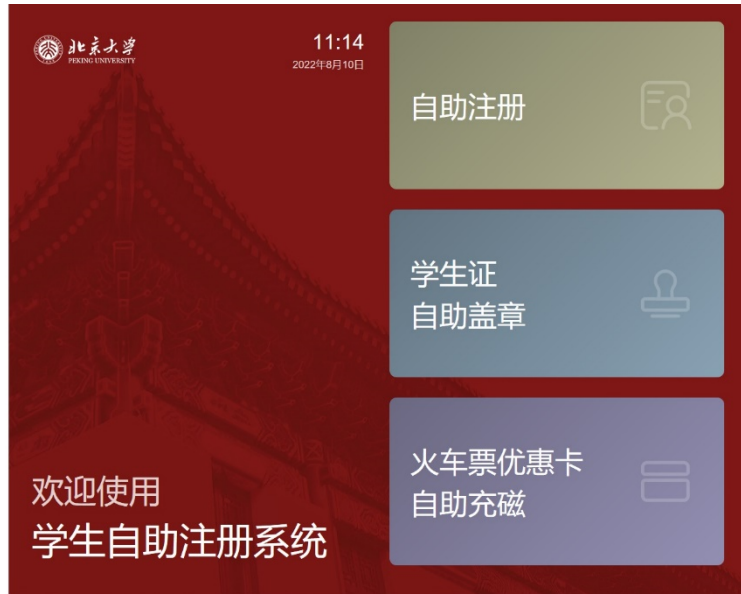 北京大学
PEKING UNIVERSITY
11:14
2022年8月10日
自助注册
学生证
自助盖章
火车票优惠卡
自助充磁
欢迎使用
学生自助注册系统